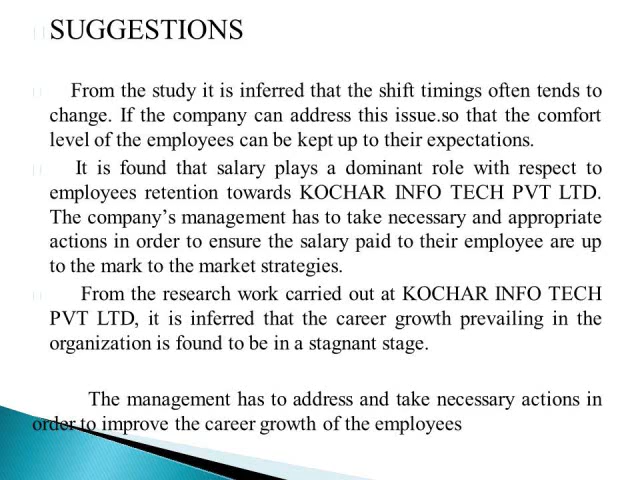 SUGGESTIONS
From the study it is inferred that the shift timings often tends to
change. If the company can address this issue.so that the comfort
level of the employees can be kept up to their expectations.
It is found that salary plays a dominant role with respect to
employees retention towards KOCHAR INFO TECH PVT LTD.
The company’s management has to take necessary and appropriate
actions in order to ensure the salary paid to their employee are up
to the mark to the market strategies.
From the research work carried out at KOCHAR INFO TECH
PVT LTD, it is inferred that the career growth prevailing in the
organization is found to be in a stagnant stage.
The management has to address and take necessary actions in
order to improve the career growth of the employees